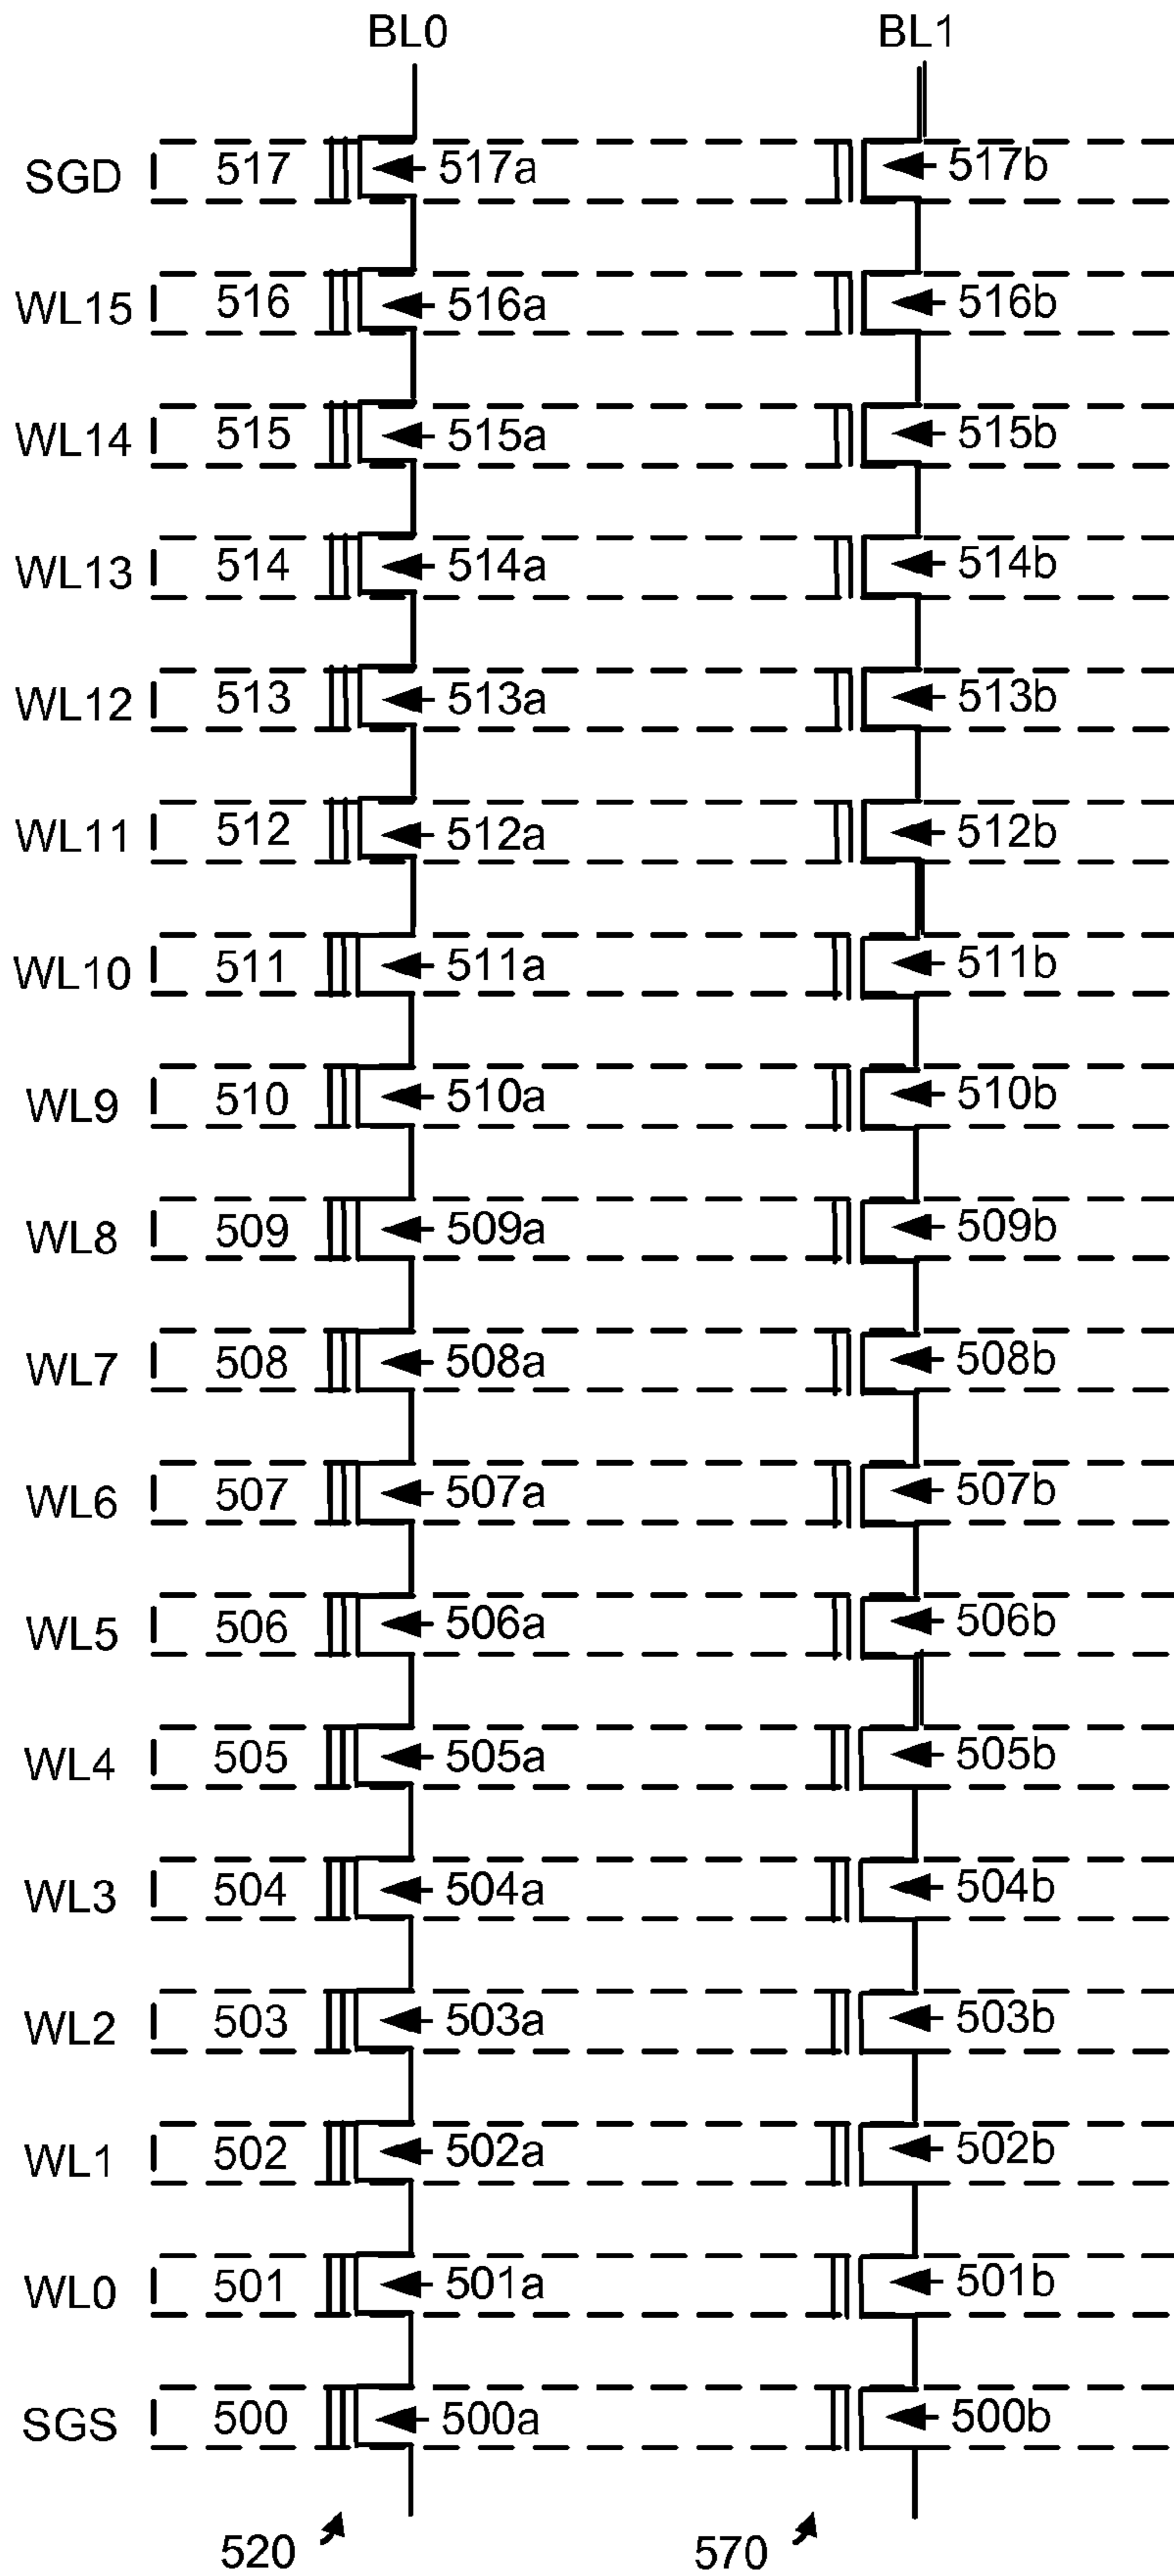 BL0 BL1
SGD 517 517a 517b
WL15 516 516a 516b
WL14 515 515a 515b
WL13 514 514a 514b
WL12 513 513a 513b
WL11 512 512a 512b
WL10 511 511a 511b
WL9 510 510a 510b
WL8 509 509a 509b
WL7 508 508a 508b
WL6 507 507a 507b
WL5 506 506a 506b
WL4 505 505a 505b
WL3 504 504a 504b
WL2 503 503a 503b
WL1 502 502a 502b
WL0 501 501a 501b
SGS 500 500a 500b
520 570